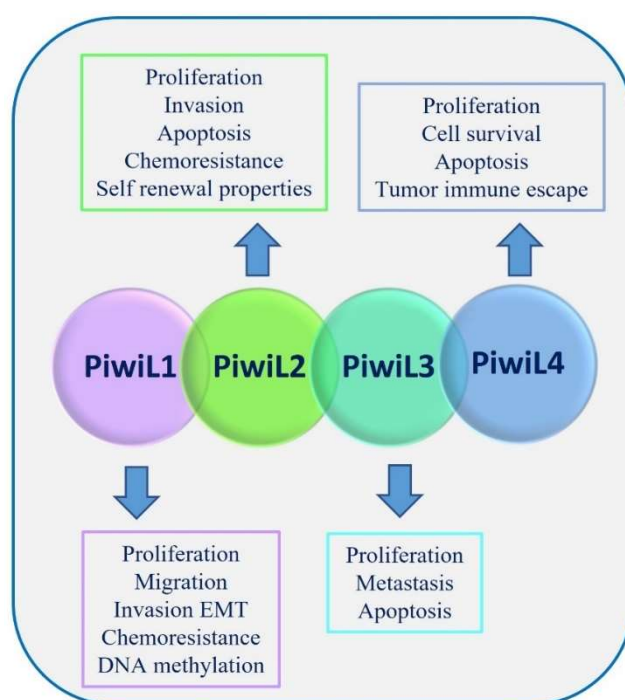 Proliferation
Invasion
Apoptosis
Chemoresistance
Self renewal properties
Proliferation
Cell survival
Apoptosis
Tumor immune escape
PiwiL1
PiwiL2
PiwiL3
PiwiL4
Proliferation
Migration
Invasion EMT
Chemoresistance
DNA methylation
Proliferation
Metastasis
Apoptosis